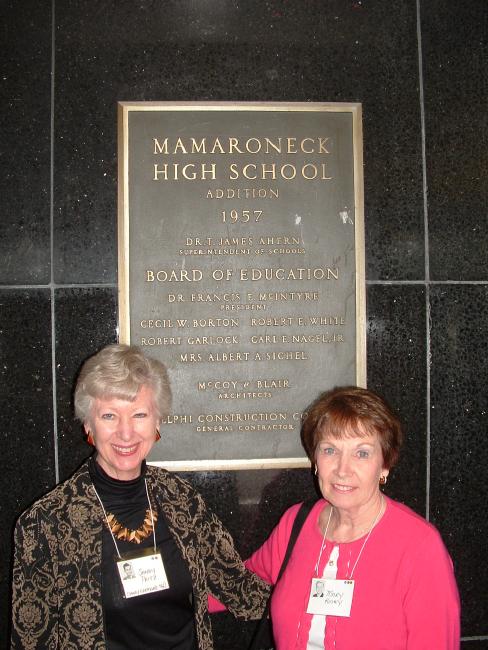 MAMARONECK
HIGH SCHOOL
ADDITION
1957
DR. T. JAMES AHERN
SUPERINTENDENT OF SCHOOLS
BOARD OF EDUCATION
DR. FRANCIS E. MCINTYRE
PRESIDENT
CECIL W. BORTON ROBERT E. WHITE
ROBERT GARLOCK CARL E. NAGEL, JR.
MRS. ALBERT A. SICHEL
MCCOY & BLAIR
ARCHITECTS
LPHI CONSTRUCTION CO
GENERAL CONTRACTOR